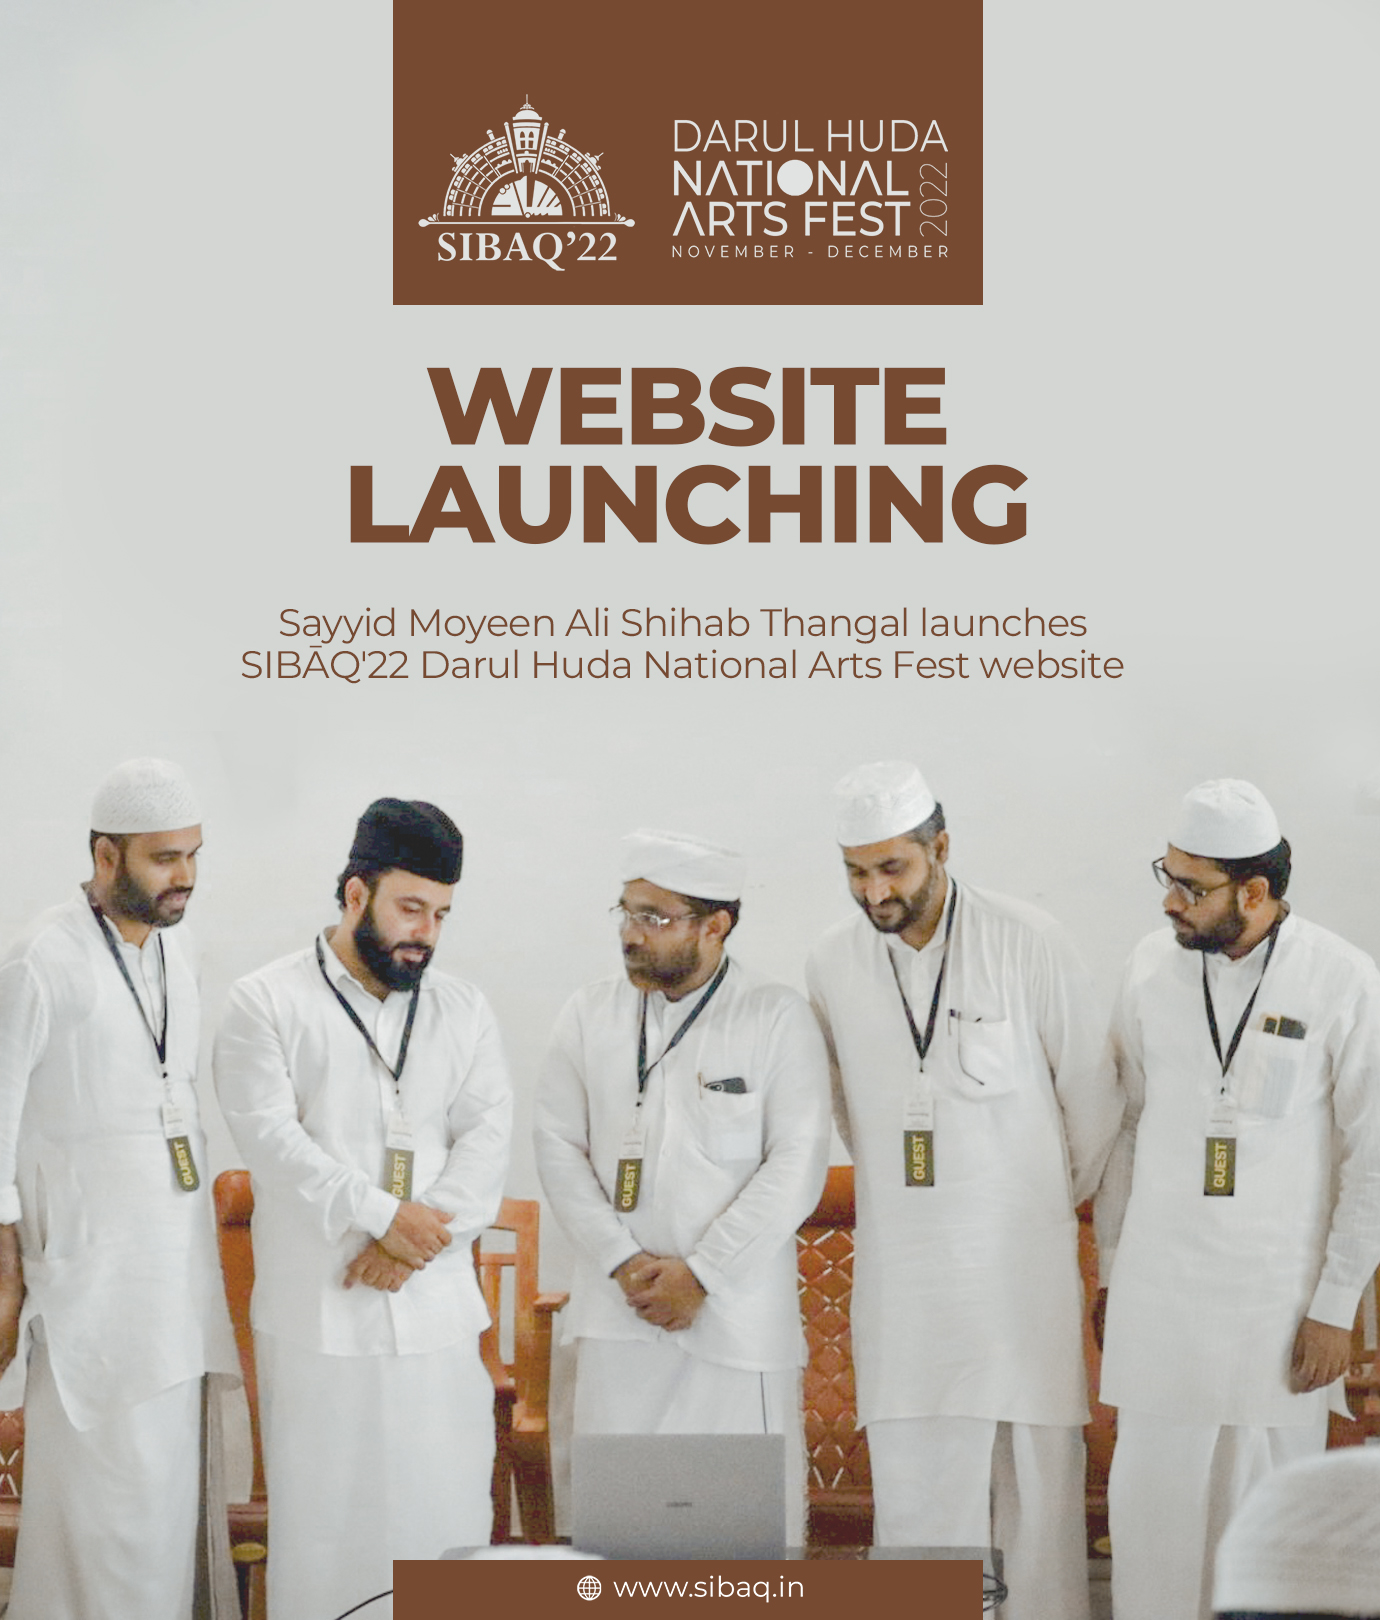 SIBAQ'22
DARUL HUDA
NATIONAL
ARTS FEST 2022
NOVEMBER - DECEMBER
WEBSITE
LAUNCHING
Sayyid Moyeen Ali Shihab Thangal launches
SIBĀQ'22 Darul Huda National Arts Fest website
GUEST
GUEST
GUEST
GUEST
GUEST
www.sibaq.in